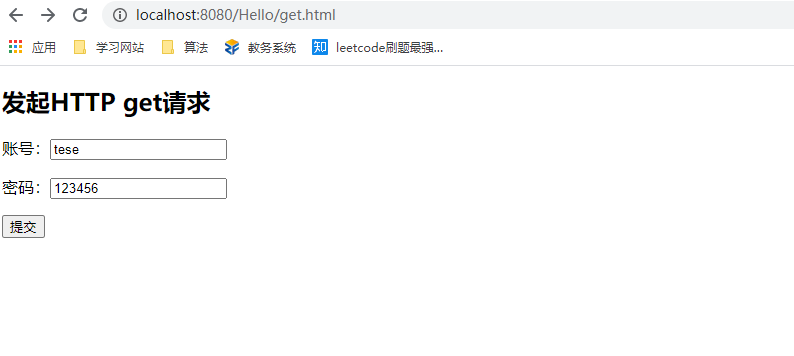 localhost:8080/Hello/get.html
应用 学习网站 算法 教务系统 知 leetcode刷题最强...
发起HTTP get请求
账号: tese
密码: 123456
提交